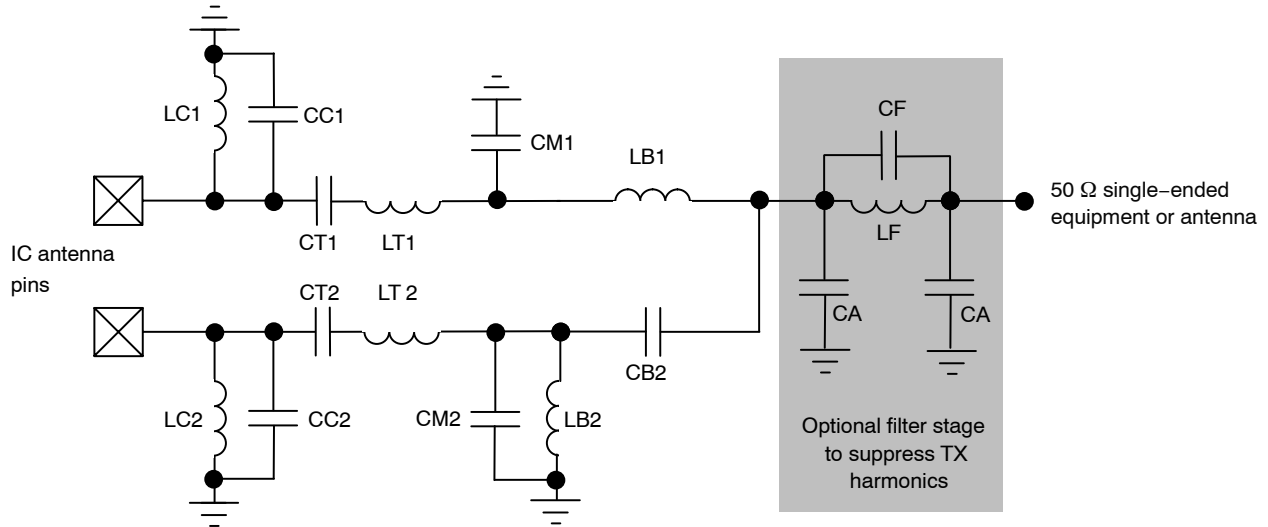 LC1
CC1
CM1
CF
LB1
50 Ω single−ended
equipment or antenna
LF
CT1
LT1
IC antenna
pins
CT2
LT 2
CA
CA
CB2
LC2
CC2
CM2
LB2
Optional filter stage
to suppress TX
harmonics